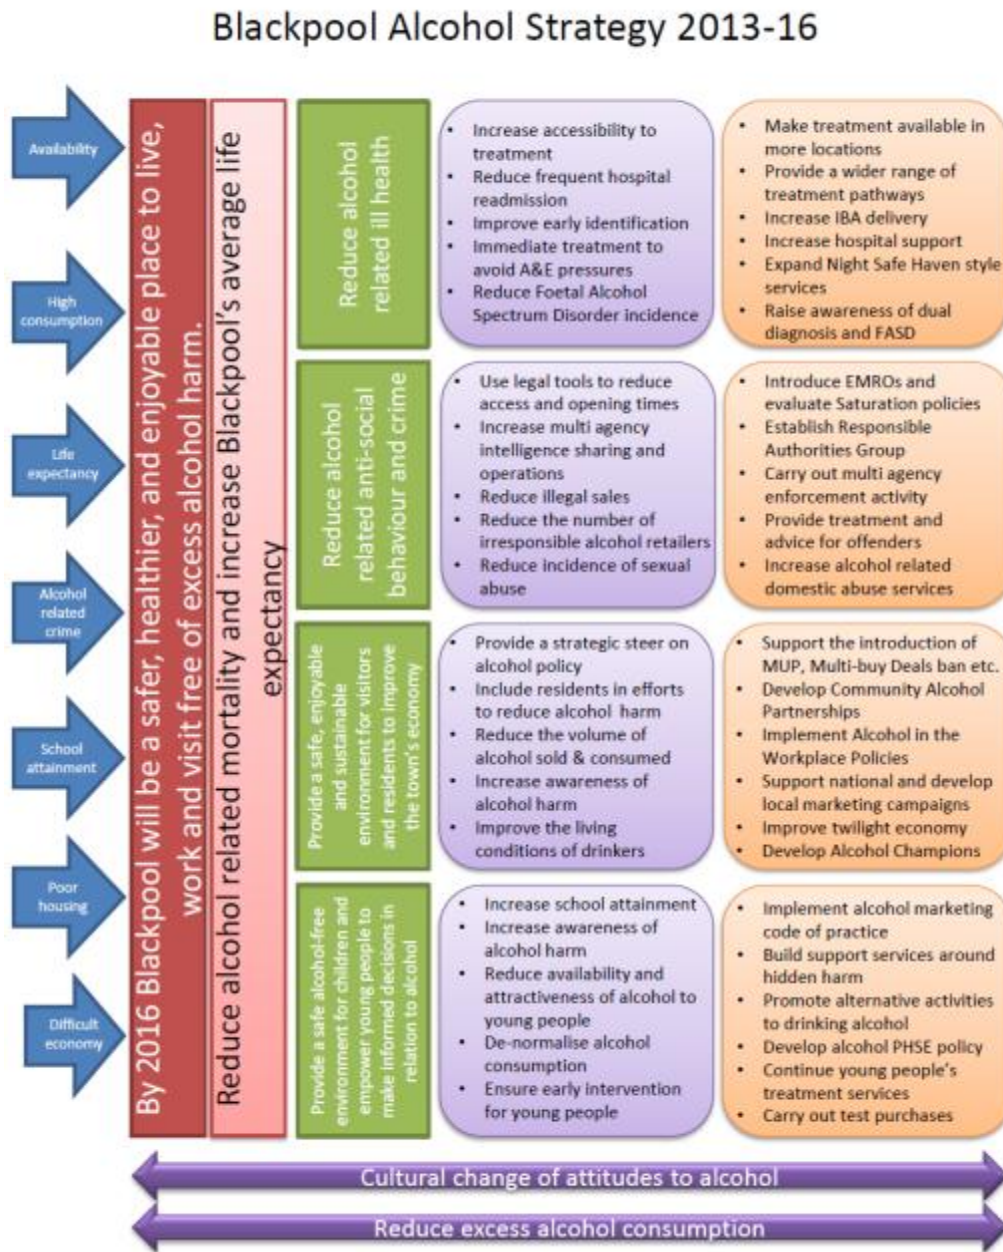 Blackpool Alcohol Strategy 2013-16
Availability
High
consumption
Life
expectancy
Alcohol
related
crime
School
attainment
Poor
housing
Difficult
economy
By 2016 Blackpool will be a safer, healthier, and enjoyable place to live,
work and visit free of excess alcohol harm.
Reduce alcohol related mortality and increase Blackpool's average life
expectancy
Reduce alcohol
related ill health
• Increase accessibility to
treatment
• Reduce frequent hospital
readmission
• Improve early identification
• Immediate treatment to
avoid A&E pressures
• Reduce Foetal Alcohol
Spectrum Disorder incidence
• Make treatment available in
more locations
• Provide a wider range of
treatment pathways
• Increase IBA delivery
• Increase hospital support
• Expand Night Safe Haven style
services
• Raise awareness of dual
diagnosis and FASD
Reduce alcohol
related anti-social
behaviour and crime
• Use legal tools to reduce
access and opening times
• Increase multi agency
intelligence sharing and
operations
• Reduce illegal sales
• Reduce the number of
irresponsible alcohol retailers
• Reduce incidence of sexual
abuse
• Introduce EMROs and
evaluate Saturation policies
• Establish Responsible
Authorities Group
• Carry out multi agency
enforcement activity
• Provide treatment and
advice for offenders
• Increase alcohol related
domestic abuse services
Provide a safe, enjoyable
and sustainable
environment for visitors
and residents to improve
the town's economy
• Provide a strategic steer on
alcohol policy
• Include residents in efforts
to reduce alcohol harm
• Reduce the volume of
alcohol sold & consumed
• Increase awareness of
alcohol harm
• Improve the living
conditions of drinkers
• Support the introduction of
MUP, Multi-buy Deals ban etc.
• Develop Community Alcohol
Partnerships
• Implement Alcohol in the
Workplace Policies
• Support national and develop
local marketing campaigns
• Improve twilight economy
• Develop Alcohol Champions
Provide a safe alcohol-free
environment for children and
empower young people to
make informed decisions in
relation to alcohol
• Increase school attainment
• Increase awareness of
alcohol harm
• Reduce availability and
attractiveness of alcohol to
young people
• De-normalise alcohol
consumption
• Ensure early intervention
for young people
• Implement alcohol marketing
code of practice
• Build support services around
hidden harm
• Promote alternative activities
to drinking alcohol
• Develop alcohol PHSE policy
• Continue young people's
treatment services
• Carry out test purchases
Cultural change of attitudes to alcohol
Reduce excess alcohol consumption